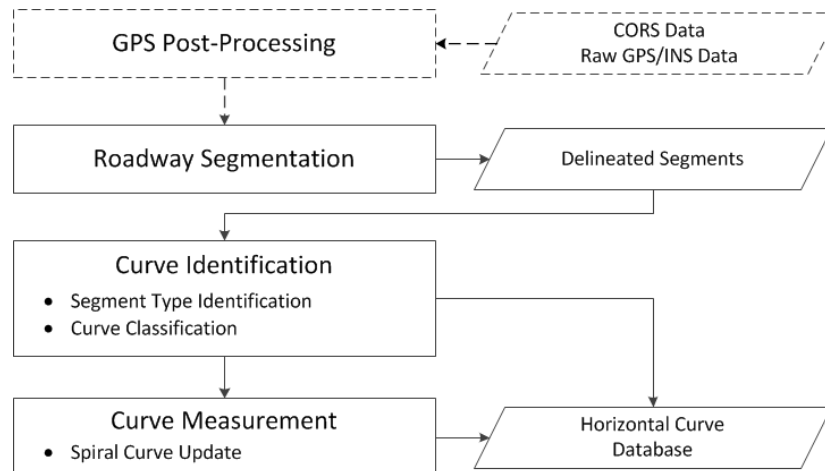 GPS Post-Processing
CORS Data
Raw GPS/INS Data
Roadway Segmentation
Delineated Segments
Curve Identification
• Segment Type Identification
• Curve Classification
Curve Measurement
• Spiral Curve Update
Horizontal Curve
Database